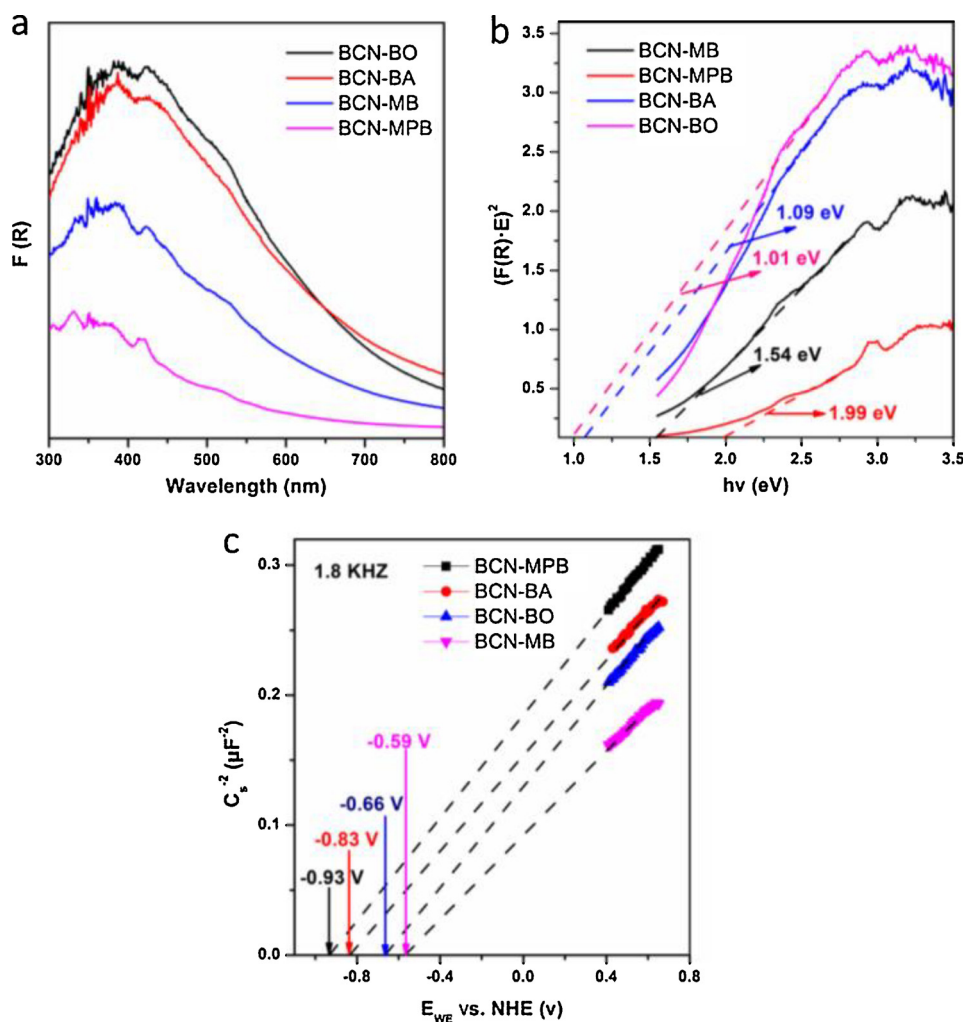 a
BCN-BO
BCN-BA
BCN-MB
BCN-MPB
F (R)
300 400 500 600 700 800
Wavelength (nm)
b
3.5
3.0
2.5
2.0
1.5
1.0
0.5
BCN-MB
BCN-MPB
BCN-BA
BCN-BO
(F(R)·E)²
1.09 eV
1.01 eV
1.54 eV
1.99 eV
1.0 1.5 2.0 2.5 3.0 3.5
hν (eV)
c
1.8 KHZ
BCN-MPB
BCN-BA
BCN-BO
BCN-MB
0.3
0.2
0.1
0.0
Cₛ⁻² (μF⁻²)
-0.59 V
-0.66 V
-0.83 V
-0.93 V
-0.8 -0.4 0.0 0.4 0.8
E_WE vs. NHE (v)